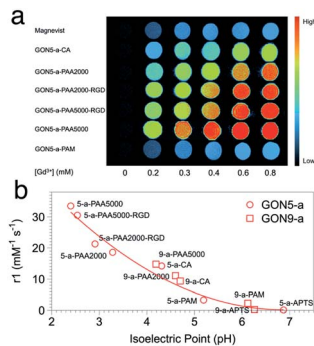 a
Magnevist
GON5-a-CA
GON5-a-PAA2000
GON5-a-PAA2000-RGD
GON5-a-PAA5000-RGD
GON5-a-PAA5000
GON5-a-PAM
High
Low
[Gd³⁺] (mM) 0 0.2 0.3 0.4 0.6 0.8
b
GON5-a
GON9-a
5-a-PAA5000
5-a-PAA5000-RGD
5-a-PAA2000-RGD
5-a-PAA2000
9-a-PAA5000
5-a-CA
9-a-PAA2000
9-a-CA
5-a-PAM
9-a-PAM
9-a-APTS
5-a-APTS
r1 (mM⁻¹ s⁻¹)
30
20
10
0
2 3 4 5 6 7
Isoelectric Point (pH)